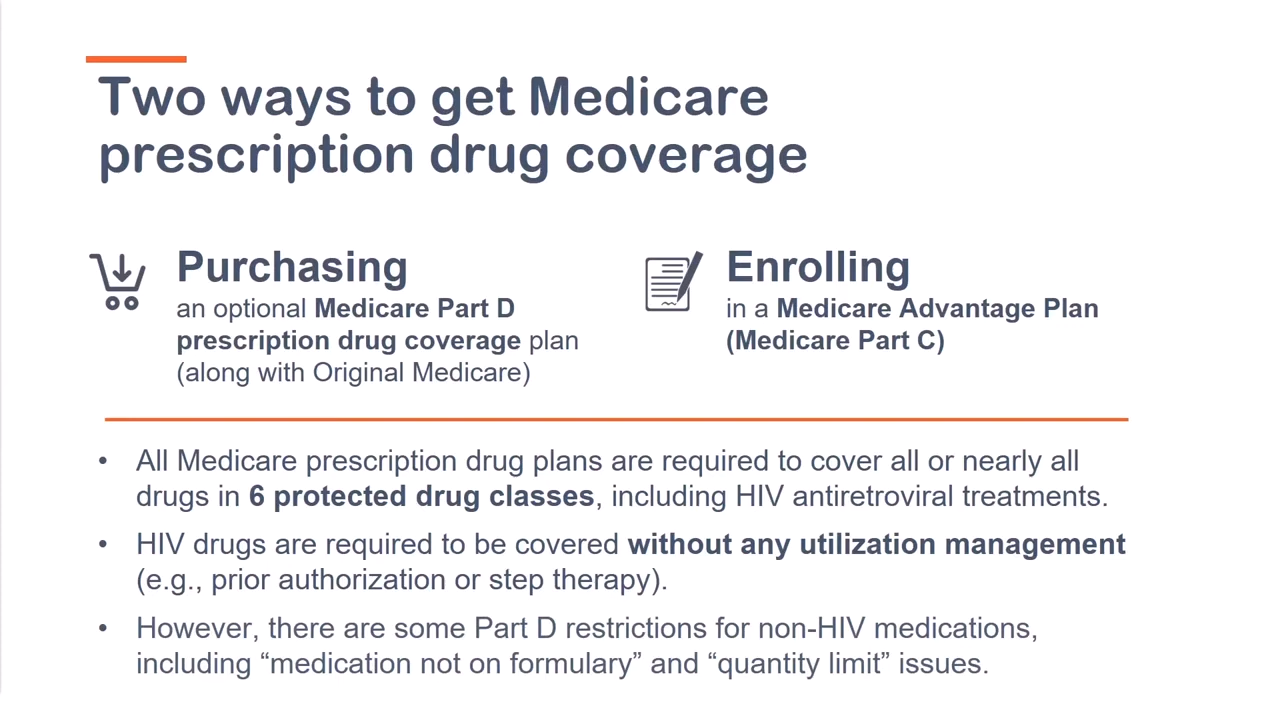 Two ways to get Medicare
prescription drug coverage
Purchasing
an optional Medicare Part D
prescription drug coverage plan
(along with Original Medicare)
Enrolling
in a Medicare Advantage Plan
(Medicare Part C)
• All Medicare prescription drug plans are required to cover all or nearly all
drugs in 6 protected drug classes, including HIV antiretroviral treatments.
• HIV drugs are required to be covered without any utilization management
(e.g., prior authorization or step therapy).
• However, there are some Part D restrictions for non-HIV medications,
including “medication not on formulary” and “quantity limit” issues.